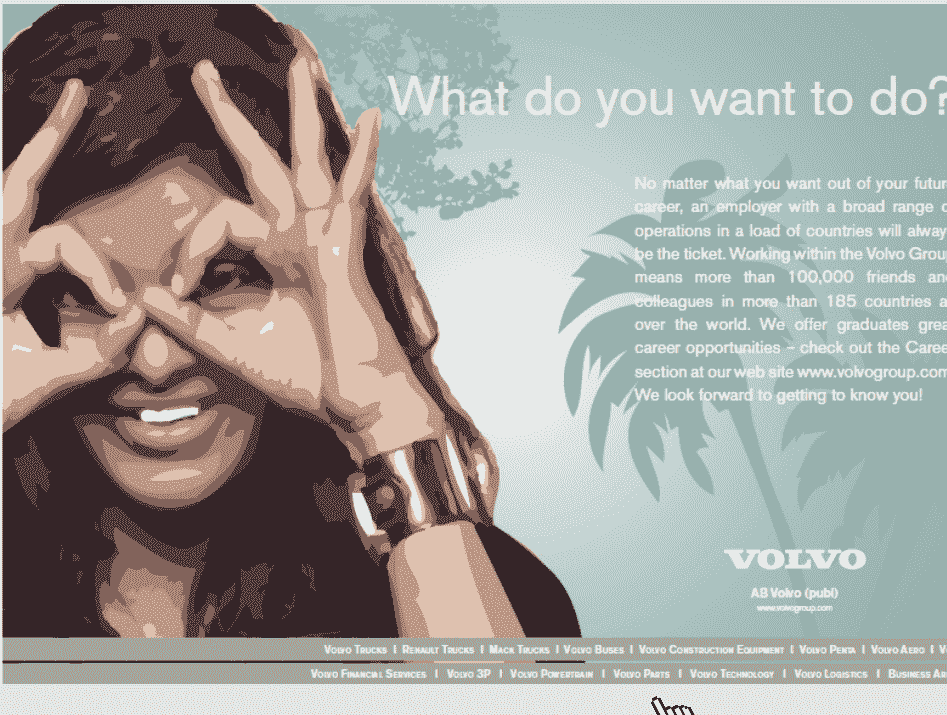 What do you want to do?
No matter what you want out of your futur
career, an employer with a broad range o
operations in a load of countries will alway
be the ticket. Working within the Volvo Grou
means more than 100,000 friends an
colleagues in more than 185 countries a
over the world. We offer graduates grea
career opportunities – check out the Caree
section at our web site www.volvogroup.com
We look forward to getting to know you!
VOLVO
AB Volvo (publ)
www.volvogroup.com
Volvo Trucks | Renault Trucks | Mack Trucks | Volvo Buses | Volvo Construction Equipment | Volvo Penta | Volvo Aero | V
Volvo Financial Services | Volvo 3P | Volvo Powertrain | Volvo Parts | Volvo Technology | Volvo Logistics | Business Ar